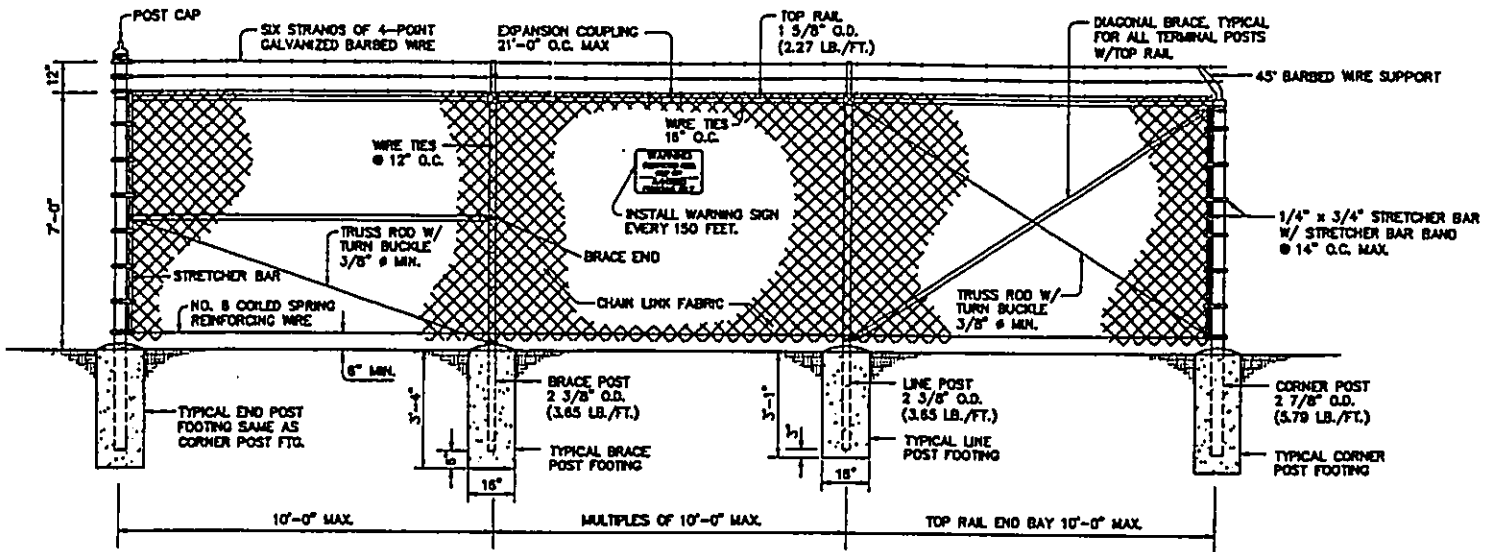 POST CAP
SIX STRANDS OF 4-POINT
GALVANIZED BARBED WIRE
EXPANSION COUPLING
21'-0" O.C. MAX
TOP RAIL
1 5/8" O.D.
(2.27 LB./FT.)
DIAGONAL BRACE, TYPICAL
FOR ALL TERMINAL POSTS
W/TOP RAIL
45° BARBED WIRE SUPPORT
12"
7'-0"
WIRE TIES
@ 12" O.C.
WIRE TIES
18" O.C.
WARNING
INSTALL WARNING SIGN
EVERY 150 FEET.
TRUSS ROD W/
TURN BUCKLE
3/8" ø MIN.
BRACE END
STRETCHER BAR
NO. 6 COILED SPRING
REINFORCING WIRE
CHAIN LINK FABRIC
TRUSS ROD W/
TURN BUCKLE
3/8" ø MIN.
1/4" x 3/4" STRETCHER BAR
W/ STRETCHER BAR BAND
@ 14" O.C. MAX.
6" MIN.
TYPICAL END POST
FOOTING SAME AS
CORNER POST FTG.
3'-4"
6"
16"
BRACE POST
2 3/8" O.D.
(3.65 LB./FT.)
TYPICAL BRACE
POST FOOTING
3'-1"
3"
16"
LINE POST
2 3/8" O.D.
(3.65 LB./FT.)
TYPICAL LINE
POST FOOTING
CORNER POST
2 7/8" O.D.
(5.79 LB./FT.)
TYPICAL CORNER
POST FOOTING
10'-0" MAX.
MULTIPLES OF 10'-0" MAX.
TOP RAIL END BAY 10'-0" MAX.